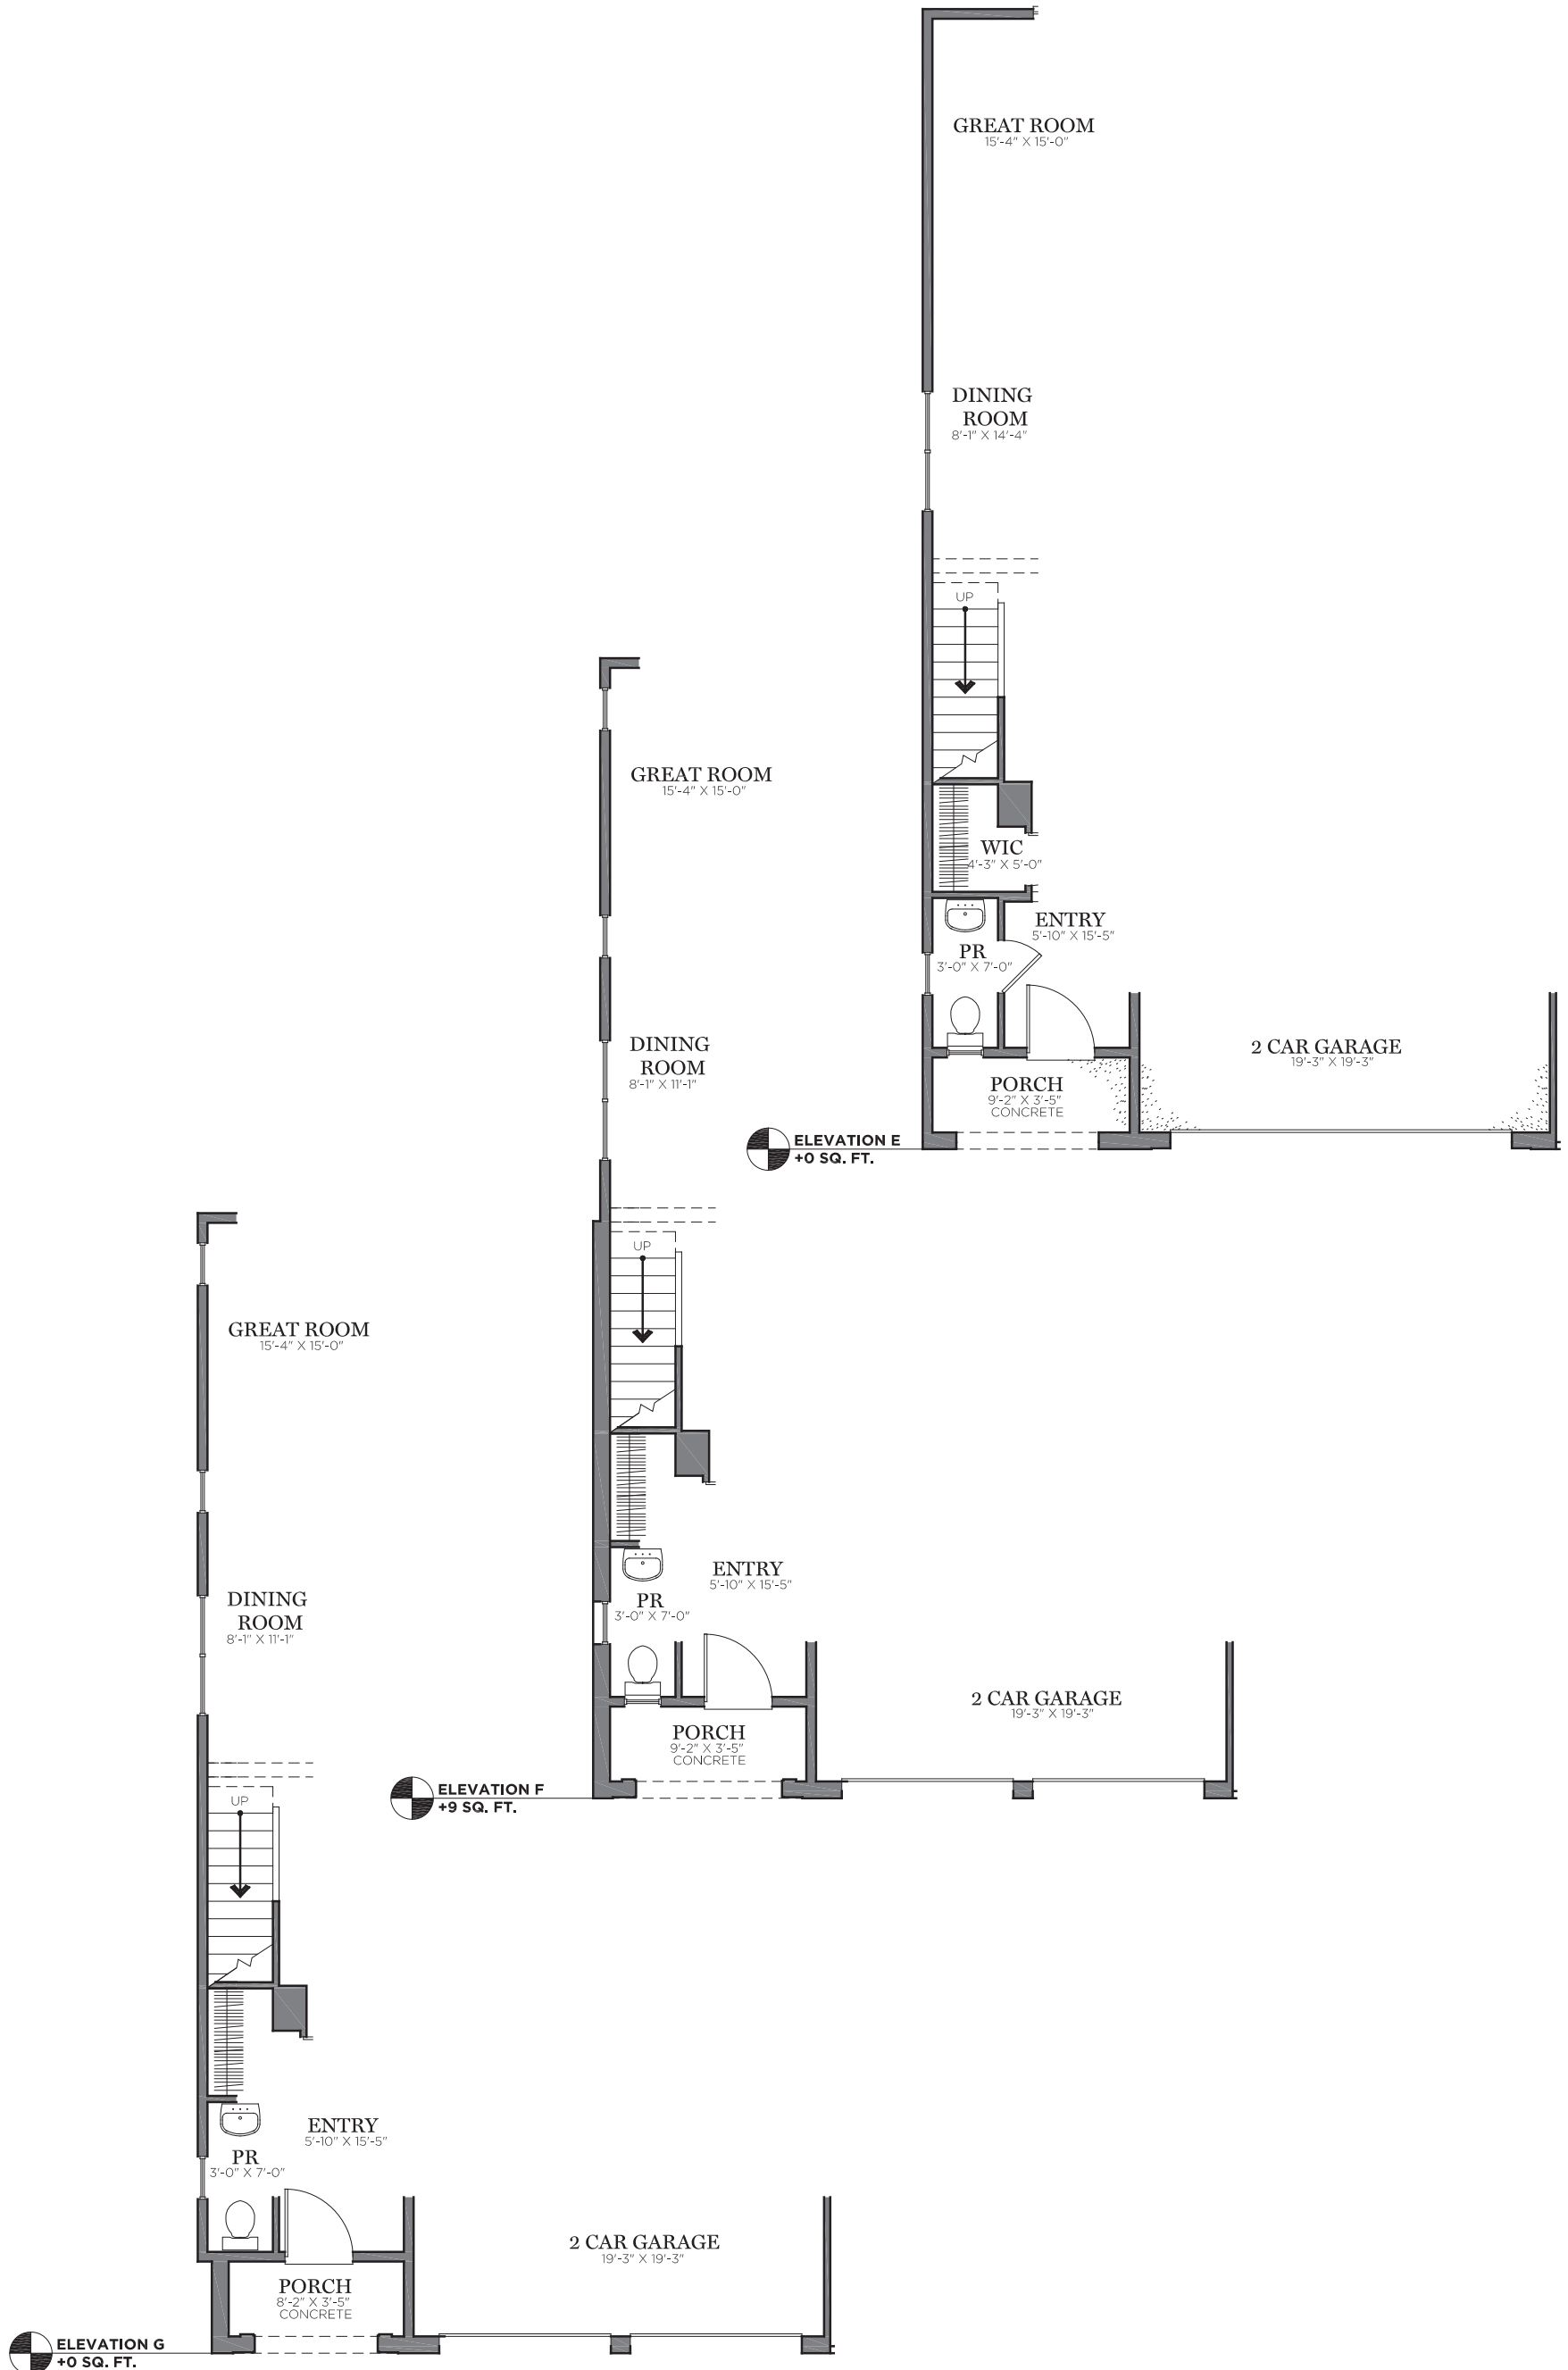 GREAT ROOM
15'-4" X 15'-0"
DINING
ROOM
8'-1" X 14'-4"
UP
WIC
4'-3" X 5'-0"
ENTRY
5'-10" X 15'-5"
PR
3'-0" X 7'-0"
2 CAR GARAGE
19'-3" X 19'-3"
PORCH
9'-2" X 3'-5"
CONCRETE
ELEVATION E
+0 SQ. FT.
GREAT ROOM
15'-4" X 15'-0"
DINING
ROOM
8'-1" X 11'-1"
UP
ENTRY
5'-10" X 15'-5"
PR
3'-0" X 7'-0"
2 CAR GARAGE
19'-3" X 19'-3"
PORCH
9'-2" X 3'-5"
CONCRETE
ELEVATION F
+9 SQ. FT.
GREAT ROOM
15'-4" X 15'-0"
DINING
ROOM
8'-1" X 11'-1"
UP
ENTRY
5'-10" X 15'-5"
PR
3'-0" X 7'-0"
2 CAR GARAGE
19'-3" X 19'-3"
PORCH
8'-2" X 3'-5"
CONCRETE
ELEVATION G
+0 SQ. FT.